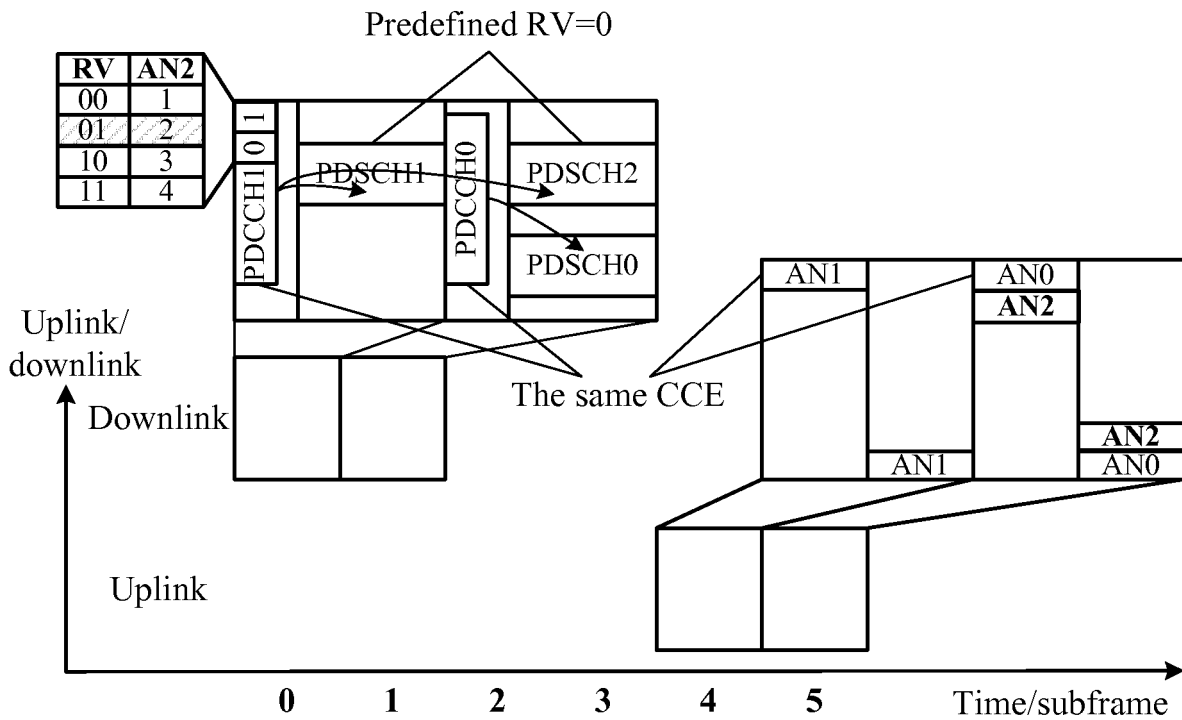 Predefined RV=0
RV AN2
00 1
01 2
10 3
11 4
0 1
PDCCH1
PDSCH1
PDCCH0
PDSCH2
PDSCH0
AN1
AN0
AN2
The same CCE
Uplink/
downlink
Downlink
AN2
AN1
AN0
Uplink
0 1 2 3 4 5 Time/subframe